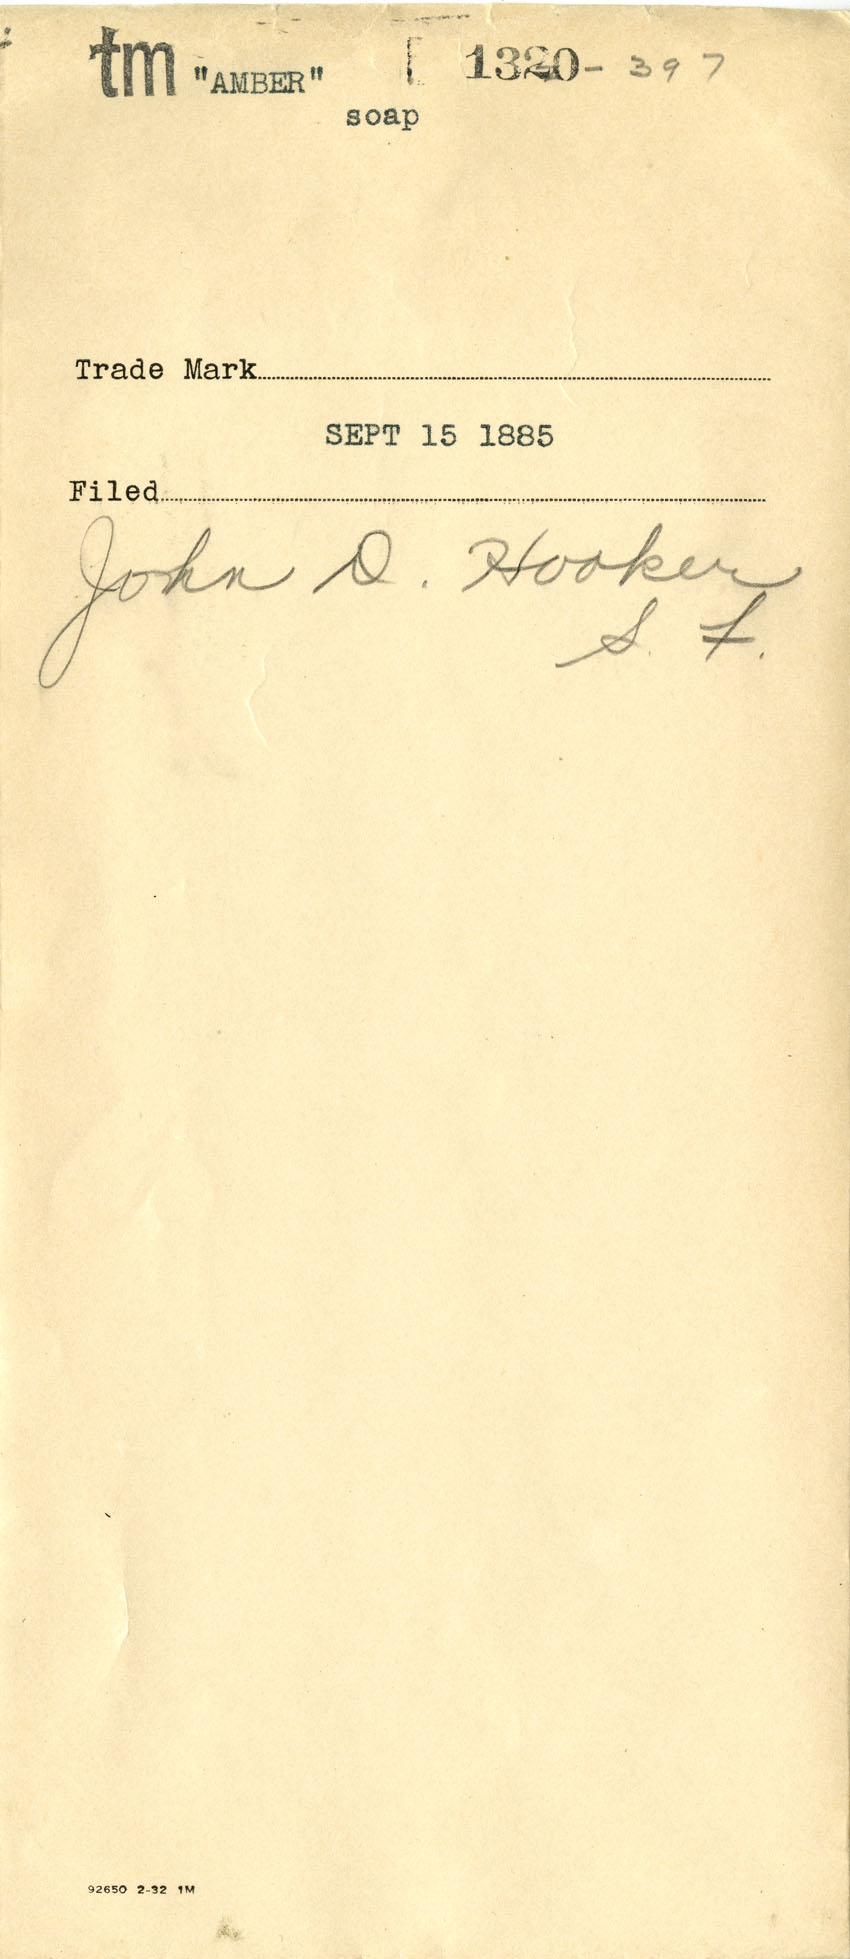 tm "AMBER" [ 1320- 397
soap
Trade Mark
SEPT 15 1885
Filed
John D. Hooker
S. F.
92650 2-32 1M